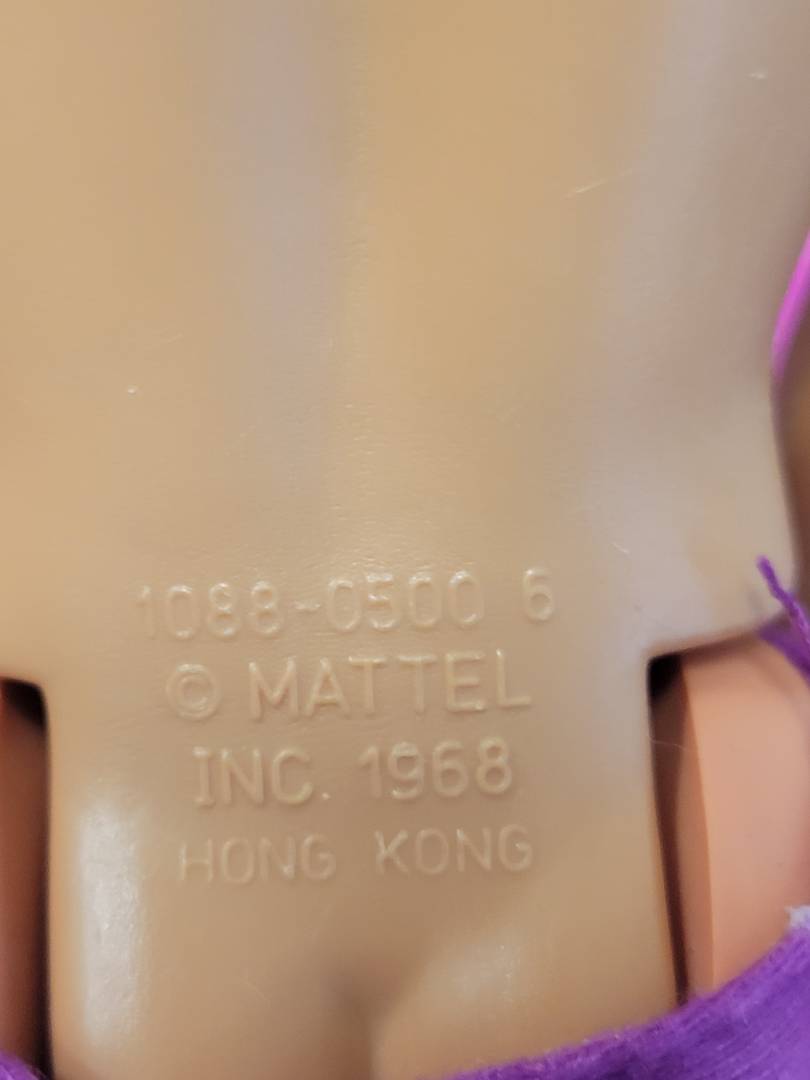 1088-0500 6
© MATTEL
INC. 1968
HONG KONG